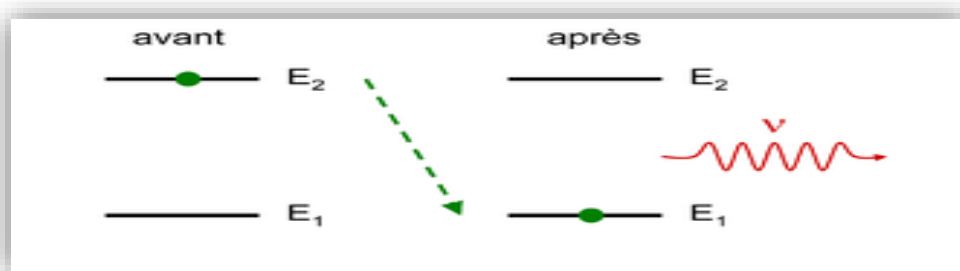 avant après
E₂ E₂
ν
E₁ E₁